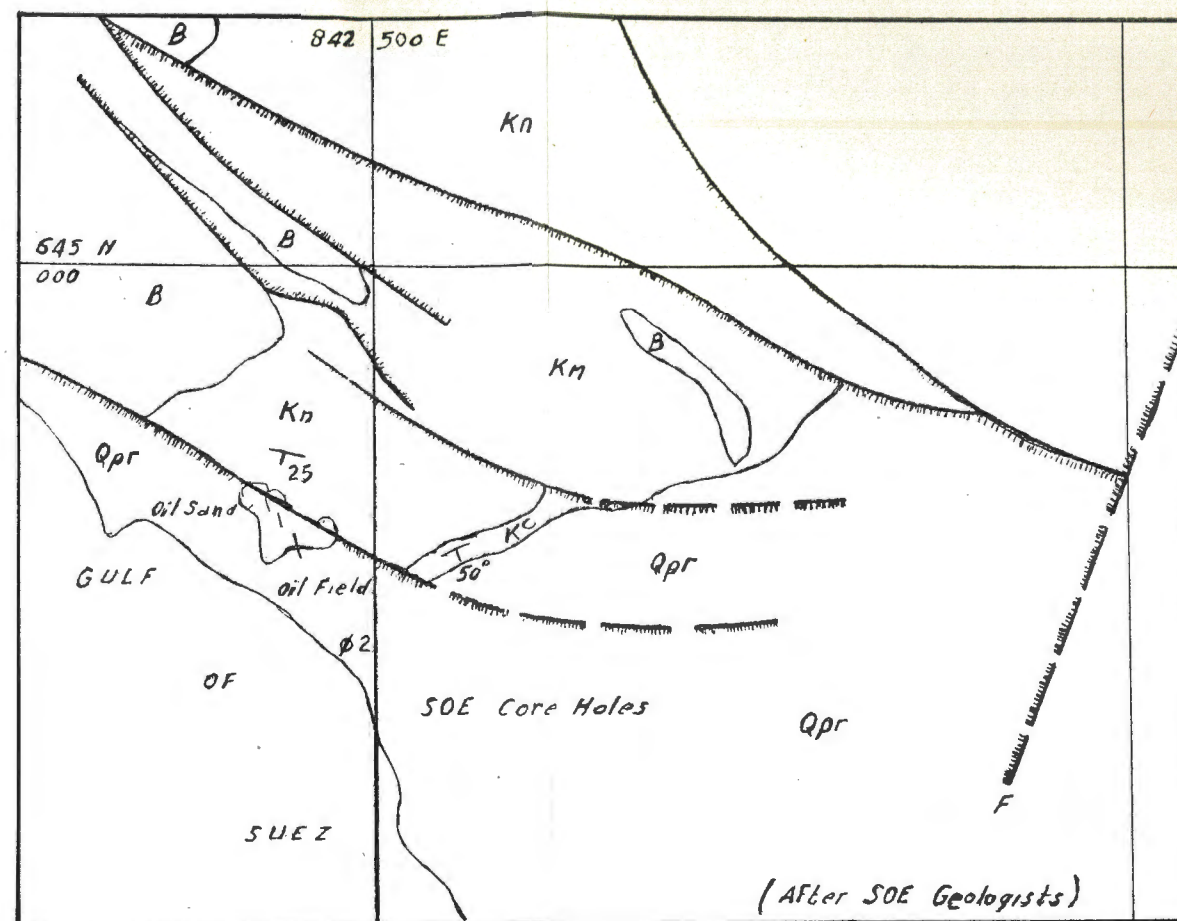 B
842 500 E
Kn
645 N
000
B
B
B
Kn
Kn
25
Qpr
Oil Sand
Kc
50°
Qpr
GULF
Oil Field
ø2
OF
SOE Core Holes
Qpr
F
SUEZ
(After SOE Geologists)